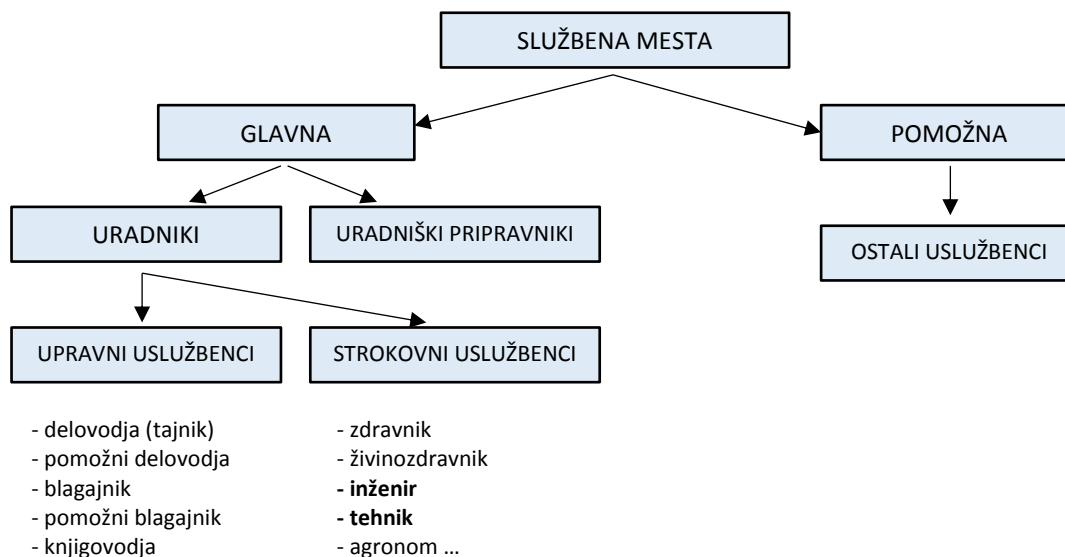 SLUŽBENA MESTA
GLAVNA
POMOŽNA
URADNIKI
URADNIŠKI PRIPRAVNIKI
OSTALI USLUŽBENCI
UPRAVNI USLUŽBENCI
STROKOVNI USLUŽBENCI
- delovodja (tajnik)
- pomožni delovodja
- blagajnik
- pomožni blagajnik
- knjigovodja
- zdravnik
- živinozdravnik
- inženir
- tehnik
- agronom ...